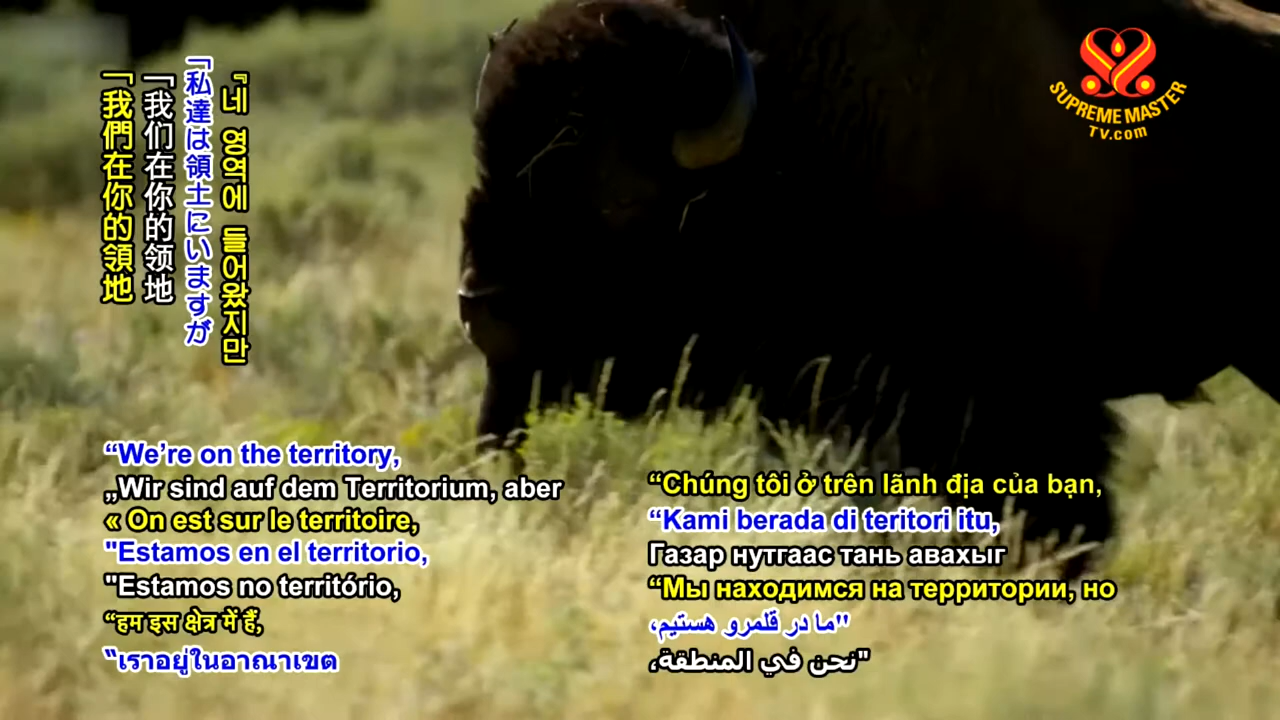 「我們在你的領地
「我们在你的领地
「私達は領土にいますが
『네 영역에 들어왔지만
SUPREME MASTER
TV.com
“We’re on the territory,
„Wir sind auf dem Territorium, aber
« On est sur le territoire,
"Estamos en el territorio,
"Estamos no território,
“हम इस क्षेत्र में हैं,
“เราอยู่ในอาณาเขต
“Chúng tôi ở trên lãnh địa của bạn,
“Kami berada di teritori itu,
Газар нутгаас тань авахыг
“Мы находимся на территории, но
"ما در قلمرو هستیم،
"نحن في المنطقة،